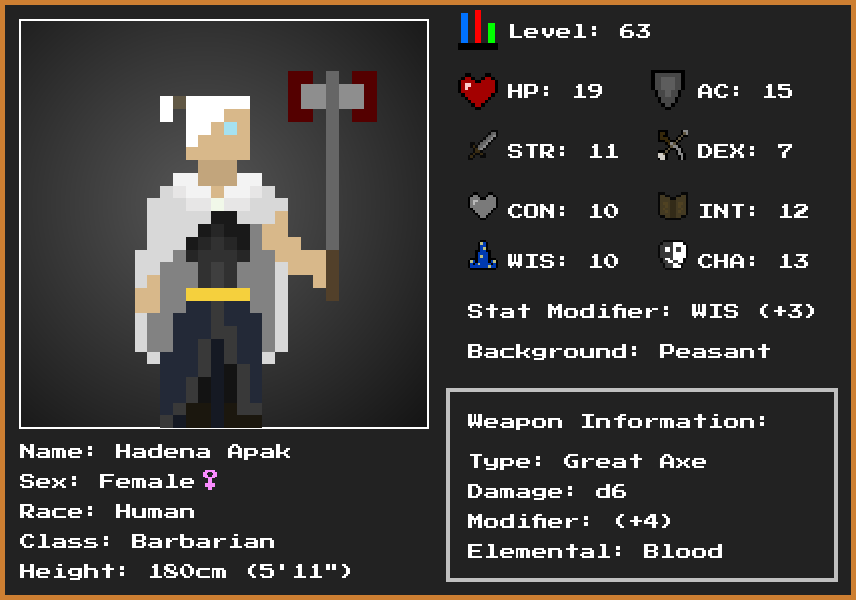 Level: 63
HP: 19 AC: 15
STR: 11 DEX: 7
CON: 10 INT: 12
WIS: 10 CHA: 13
Stat Modifier: WIS (+3)
Background: Peasant
Weapon Information:
Type: Great Axe
Damage: d6
Modifier: (+4)
Elemental: Blood
Name: Hadena Apak
Sex: Female♀
Race: Human
Class: Barbarian
Height: 180cm (5'11")